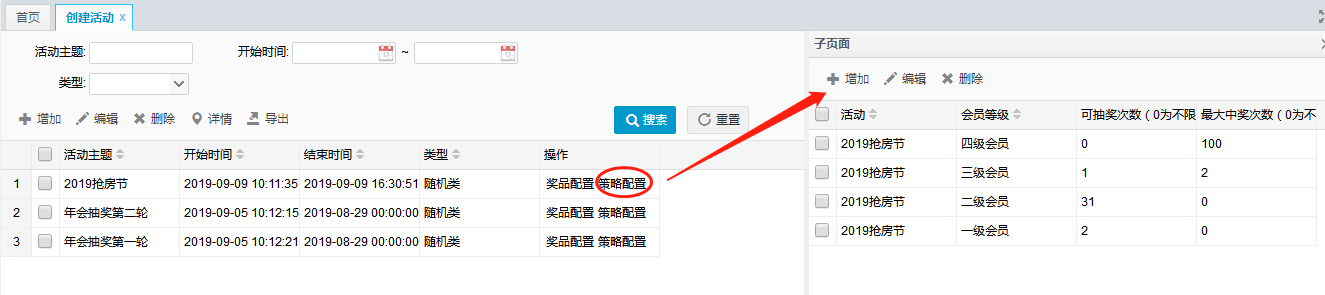 首页 创建活动 x
活动主题: 开始时间: ~
类型:
增加 编辑 删除 详情 导出 搜索 重置
活动主题 开始时间 结束时间 类型 操作
1 2019抢房节 2019-09-09 10:11:35 2019-09-09 16:30:51 随机类 奖品配置 策略配置
2 年会抽奖第二轮 2019-09-05 10:12:15 2019-08-29 00:00:00 随机类 奖品配置 策略配置
3 年会抽奖第一轮 2019-09-05 10:12:21 2019-08-29 00:00:00 随机类 奖品配置 策略配置
子页面
增加 编辑 删除
活动 会员等级 可抽奖次数（0为不限 最大中奖次数（0为不
2019抢房节 四级会员 0 100
2019抢房节 三级会员 1 2
2019抢房节 二级会员 31 0
2019抢房节 一级会员 2 0